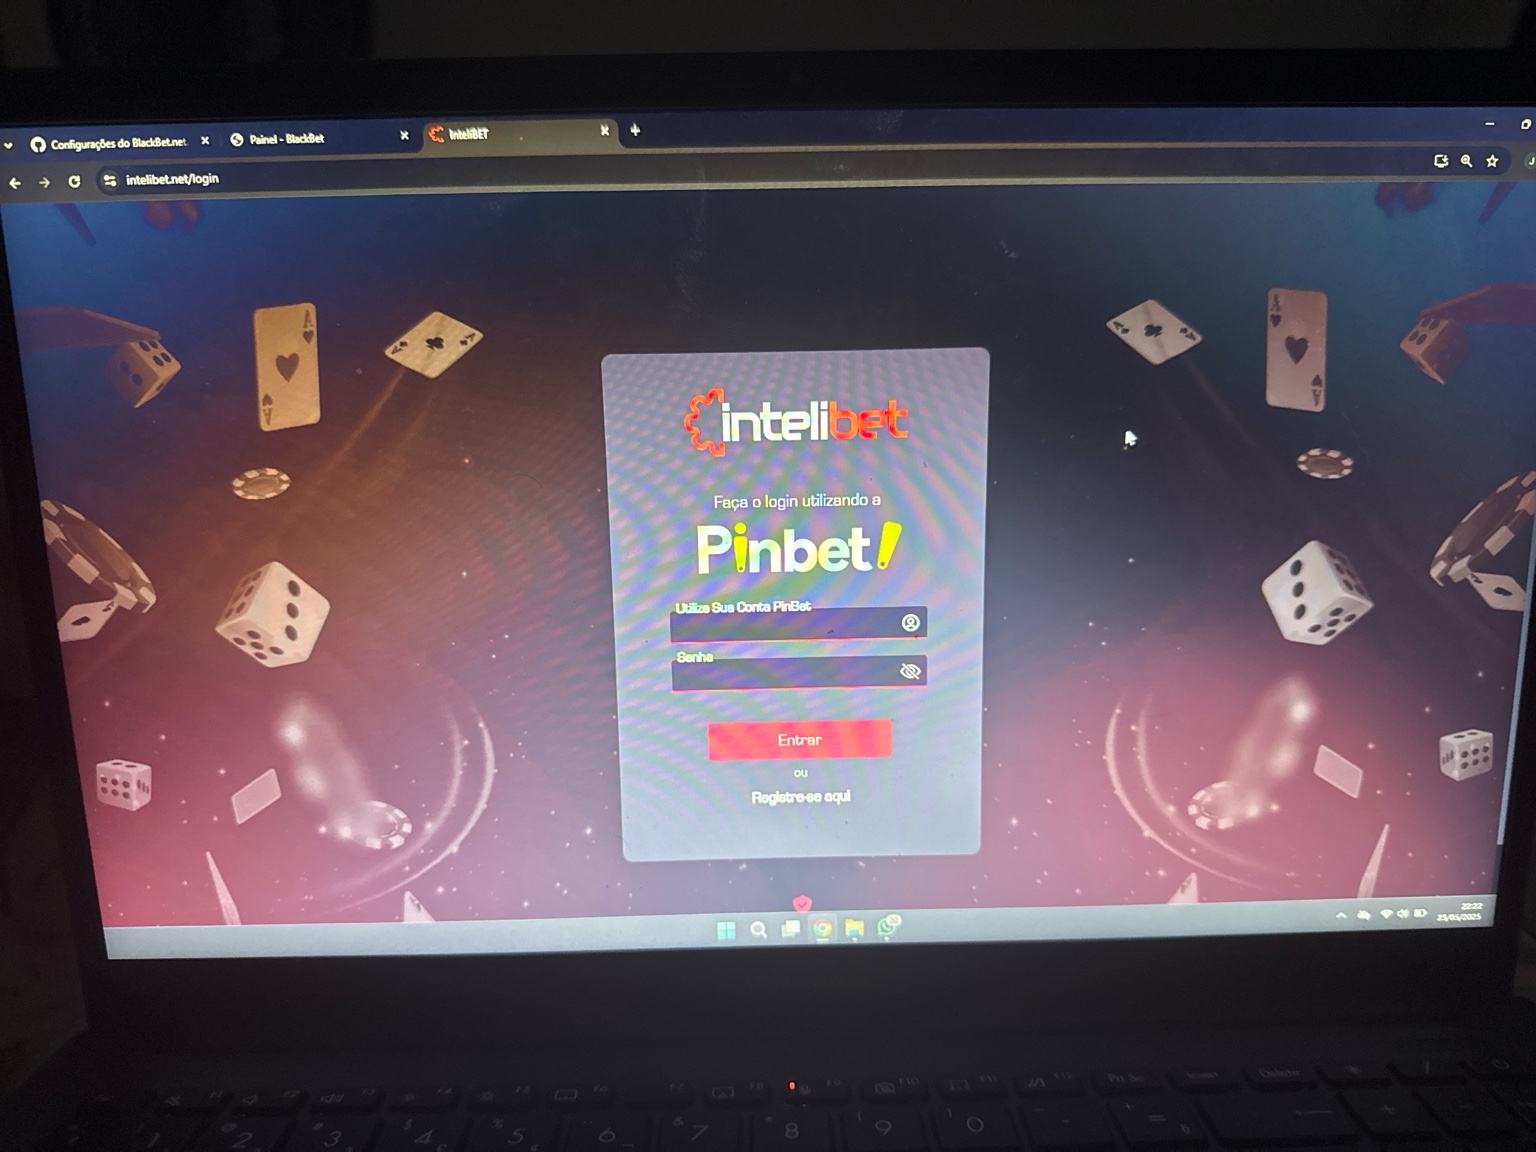 Configurações do BlackBet.net
Painel - BlackBet
InteliBET
intelibet.net/login
intelibet
Faça o login utilizando a
Pinbet!
Utilize Sua Conta PinBet
Senha
Entrar
ou
Registre-se aqui
22:22
23/05/2025